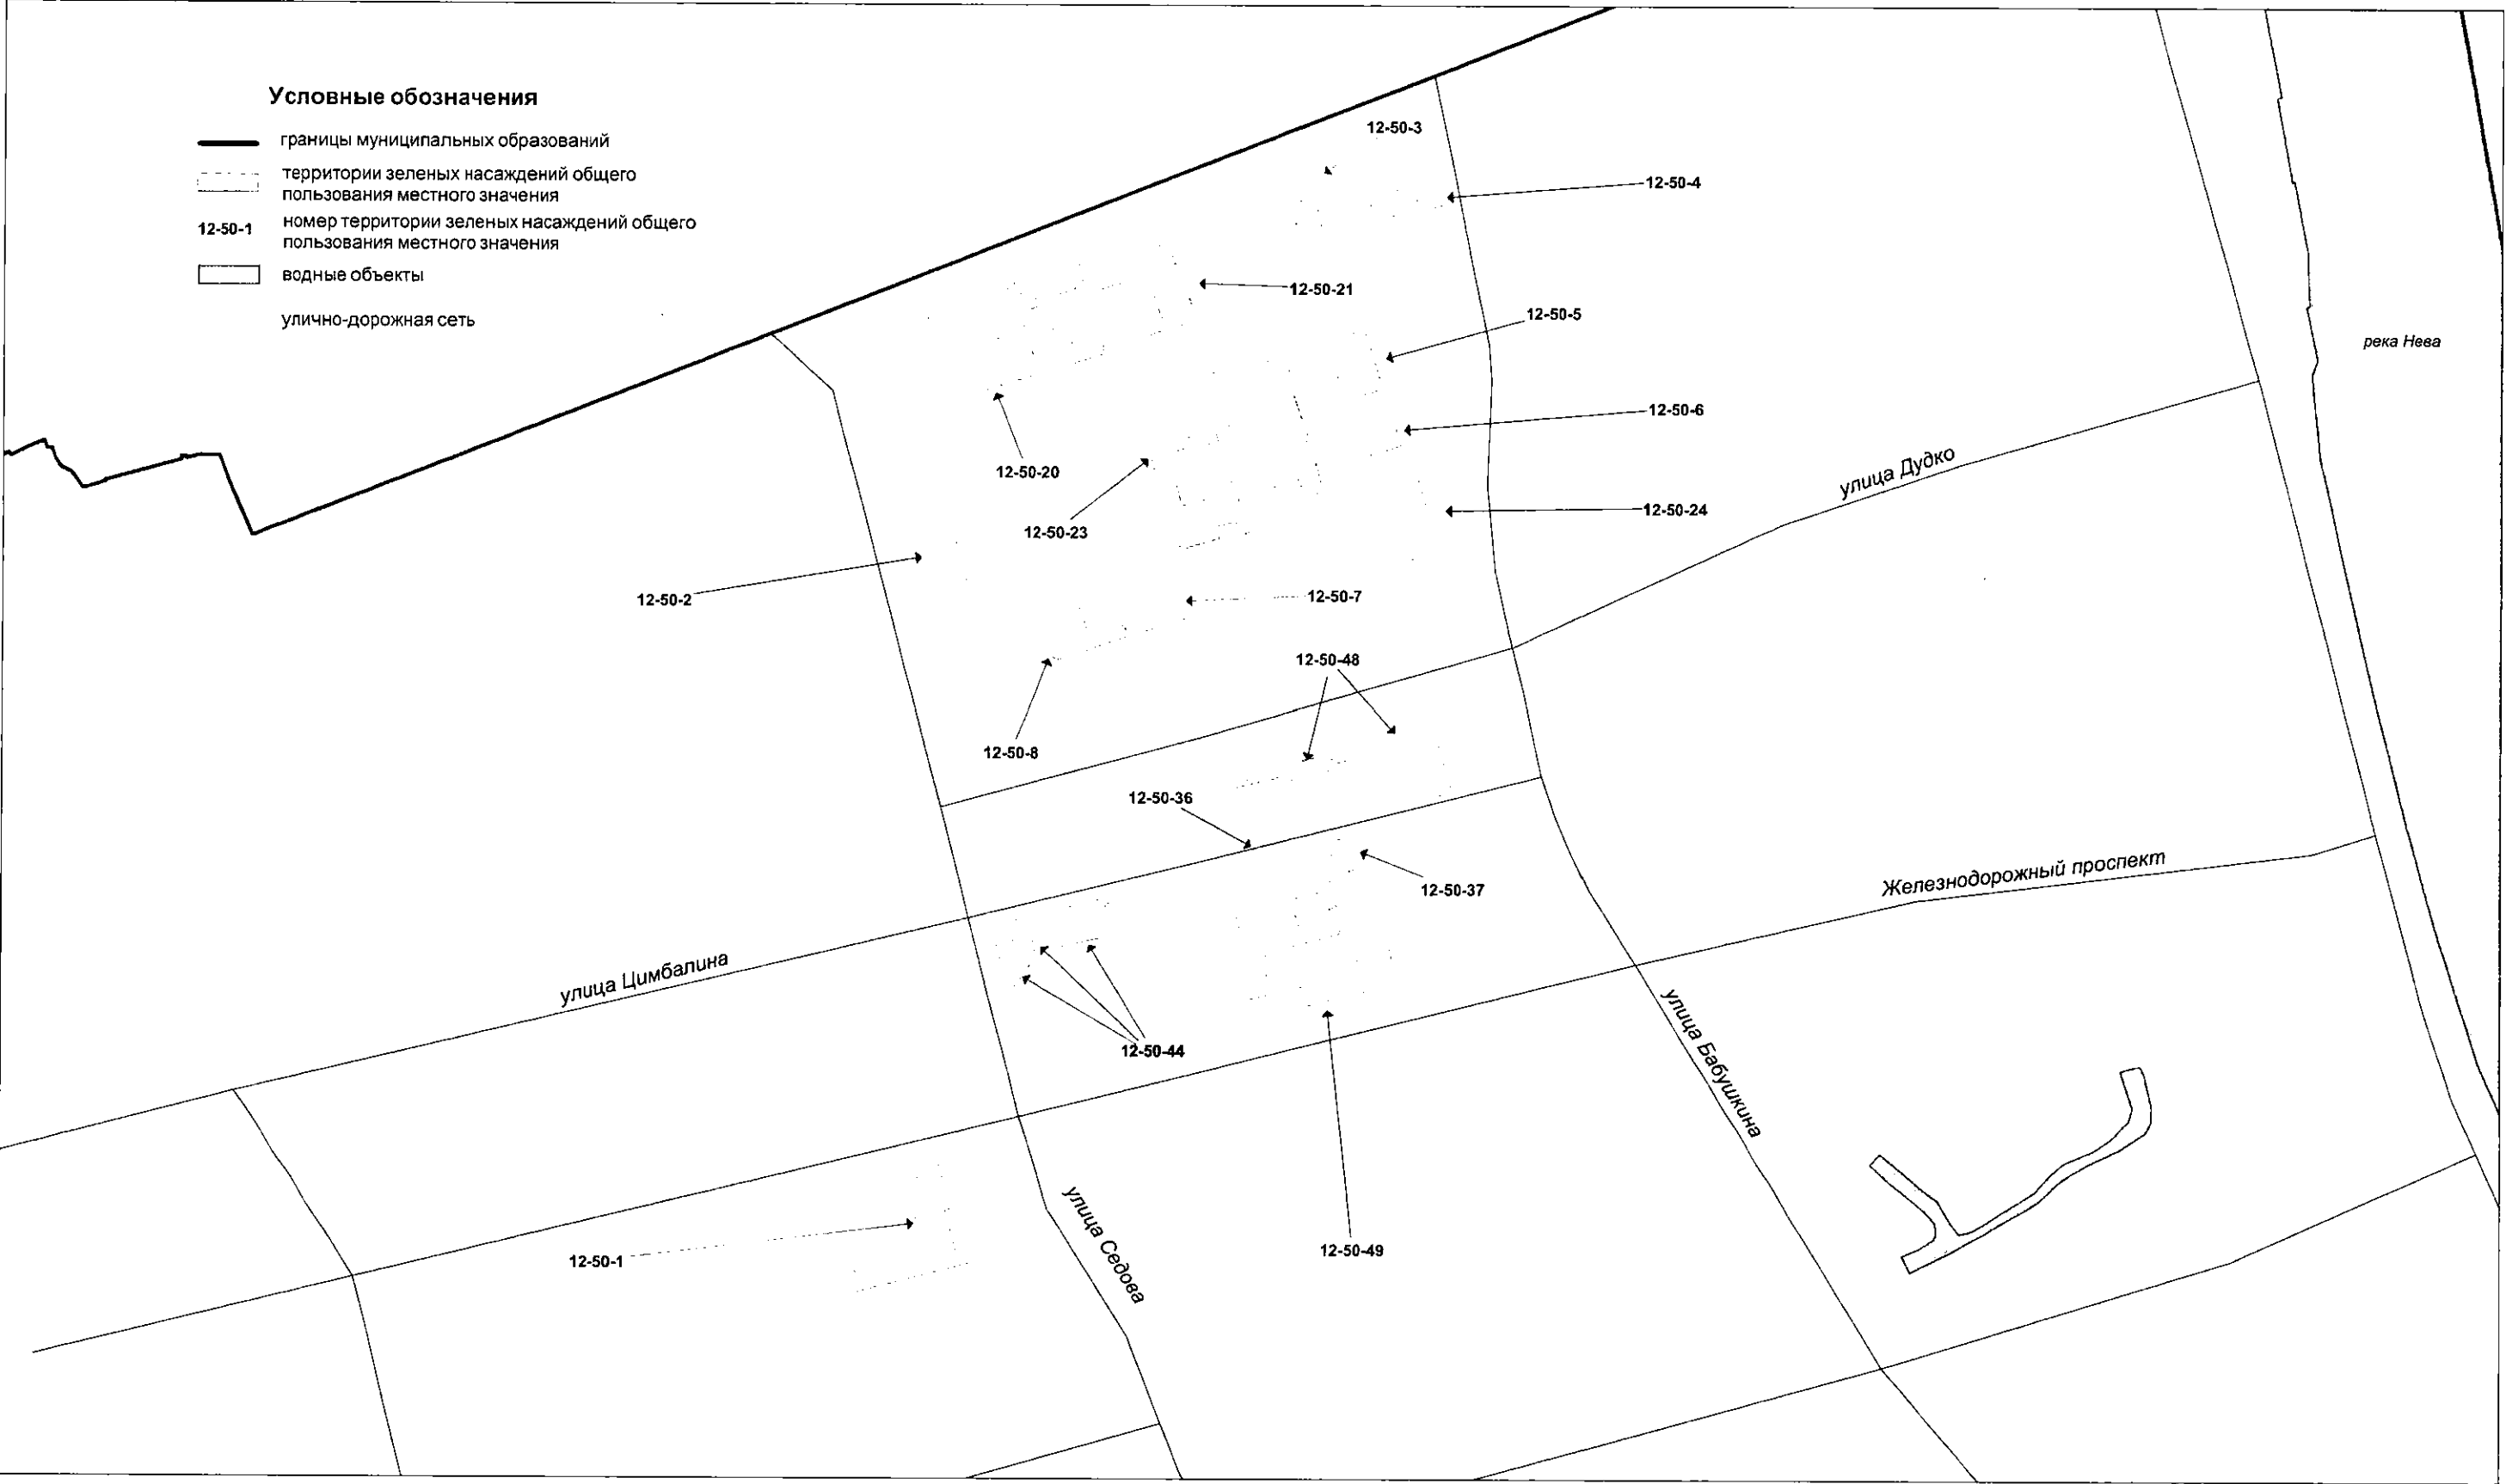 Условные обозначения
границы муниципальных образований
территории зеленых насаждений общего
пользования местного значения
12-50-1
номер территории зеленых насаждений общего
пользования местного значения
водные объекты
улично-дорожная сеть
12-50-3
12-50-4
12-50-21
12-50-5
река Нева
12-50-6
улица Дудко
12-50-20
12-50-24
12-50-23
12-50-2
12-50-7
12-50-48
12-50-8
12-50-36
12-50-37
Железнодорожный проспект
улица Цимбалина
12-50-44
улица Бабушкина
улица Седова
12-50-49
12-50-1